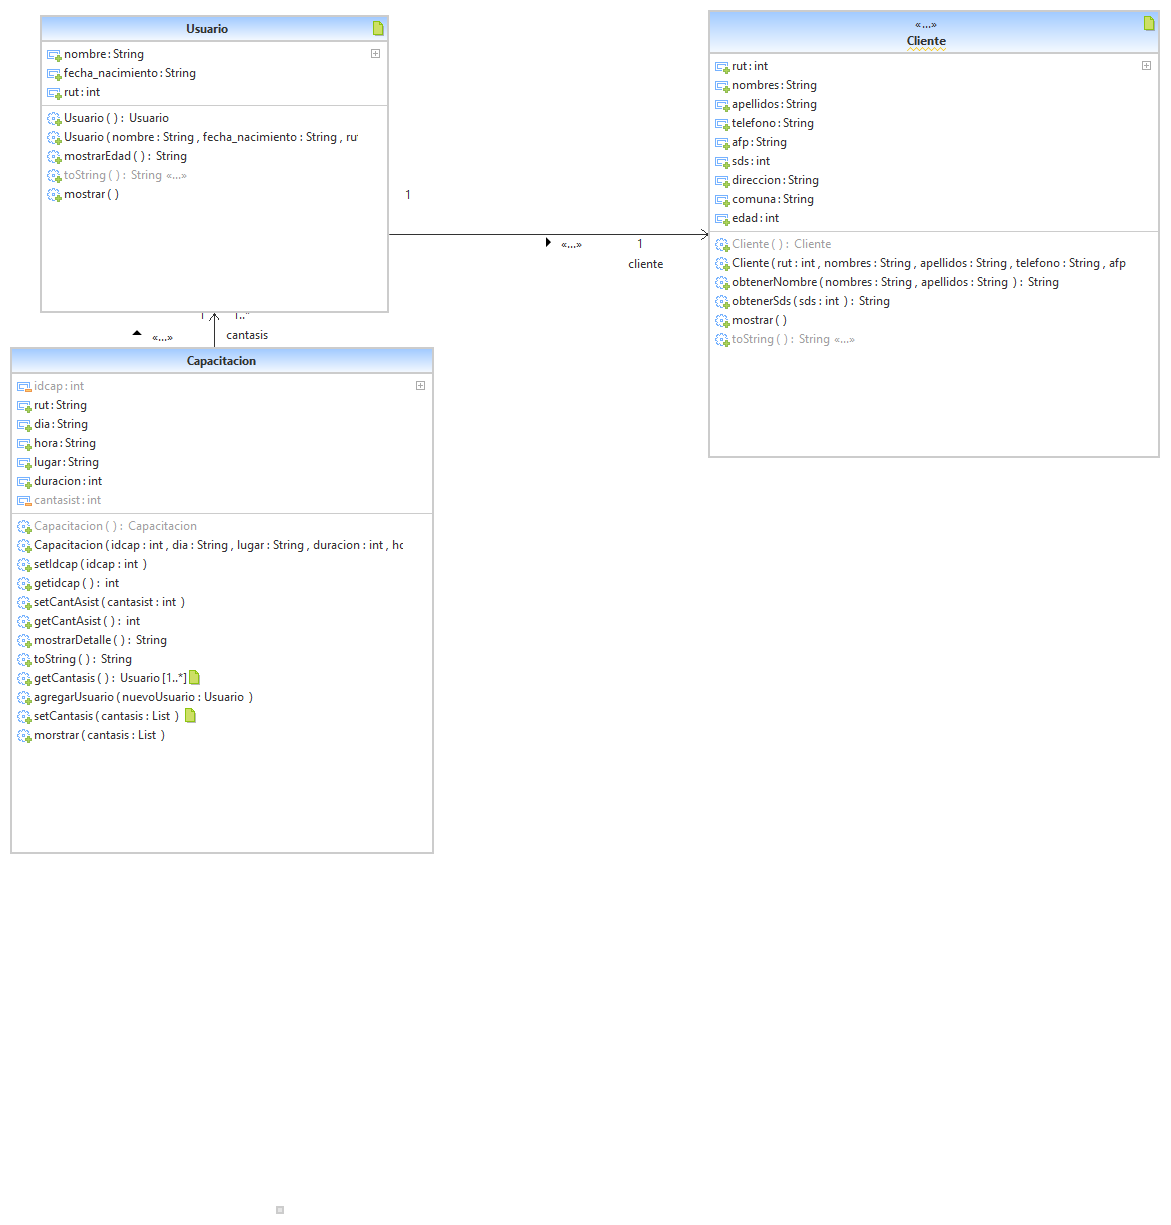 Usuario
nombre : String
fecha_nacimiento : String
rut : int
Usuario ( ) : Usuario
Usuario ( nombre : String , fecha_nacimiento : String , rut
mostrarEdad ( ) : String
toString ( ) : String «...»
mostrar ( )
1
«...»
1
cliente
«...»
Cliente
rut : int
nombres : String
apellidos : String
telefono : String
afp : String
sds : int
direccion : String
comuna : String
edad : int
Cliente ( ) : Cliente
Cliente ( rut : int , nombres : String , apellidos : String , telefono : String , afp
obtenerNombre ( nombres : String , apellidos : String ) : String
obtenerSds ( sds : int ) : String
mostrar ( )
toString ( ) : String «...»
1 1..*
«...» cantasis
Capacitacion
idcap : int
rut : String
dia : String
hora : String
lugar : String
duracion : int
cantasist : int
Capacitacion ( ) : Capacitacion
Capacitacion ( idcap : int , dia : String , lugar : String , duracion : int , ho
setIdcap ( idcap : int )
getidcap ( ) : int
setCantAsist ( cantasist : int )
getCantAsist ( ) : int
mostrarDetalle ( ) : String
toString ( ) : String
getCantasis ( ) : Usuario [1..*]
agregarUsuario ( nuevoUsuario : Usuario )
setCantasis ( cantasis : List )
morstrar ( cantasis : List )